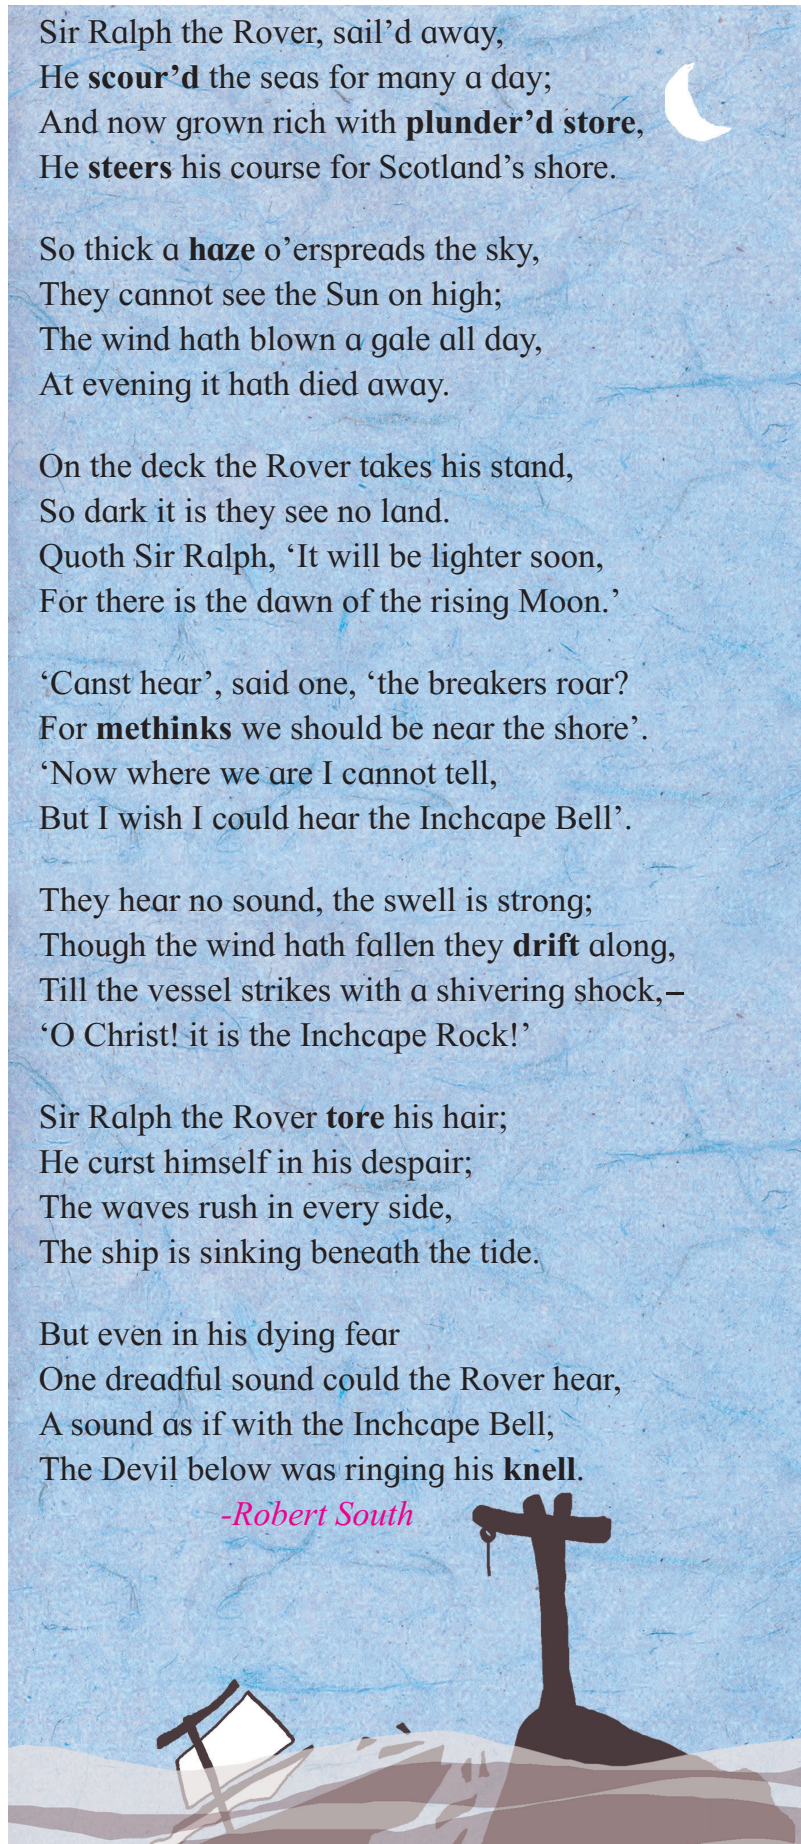 Sir Ralph the Rover, sail’d away,
He scour’d the seas for many a day;
And now grown rich with plunder’d store,
He steers his course for Scotland’s shore.
So thick a haze o’erspreads the sky,
They cannot see the Sun on high;
The wind hath blown a gale all day,
At evening it hath died away.
On the deck the Rover takes his stand,
So dark it is they see no land.
Quoth Sir Ralph, ‘It will be lighter soon,
For there is the dawn of the rising Moon.’
‘Canst hear’, said one, ‘the breakers roar?
For methinks we should be near the shore’.
‘Now where we are I cannot tell,
But I wish I could hear the Inchcape Bell’.
They hear no sound, the swell is strong;
Though the wind hath fallen they drift along,
Till the vessel strikes with a shivering shock,–
‘O Christ! it is the Inchcape Rock!’
Sir Ralph the Rover tore his hair;
He curst himself in his despair;
The waves rush in every side,
The ship is sinking beneath the tide.
But even in his dying fear
One dreadful sound could the Rover hear,
A sound as if with the Inchcape Bell,
The Devil below was ringing his knell.
-Robert South